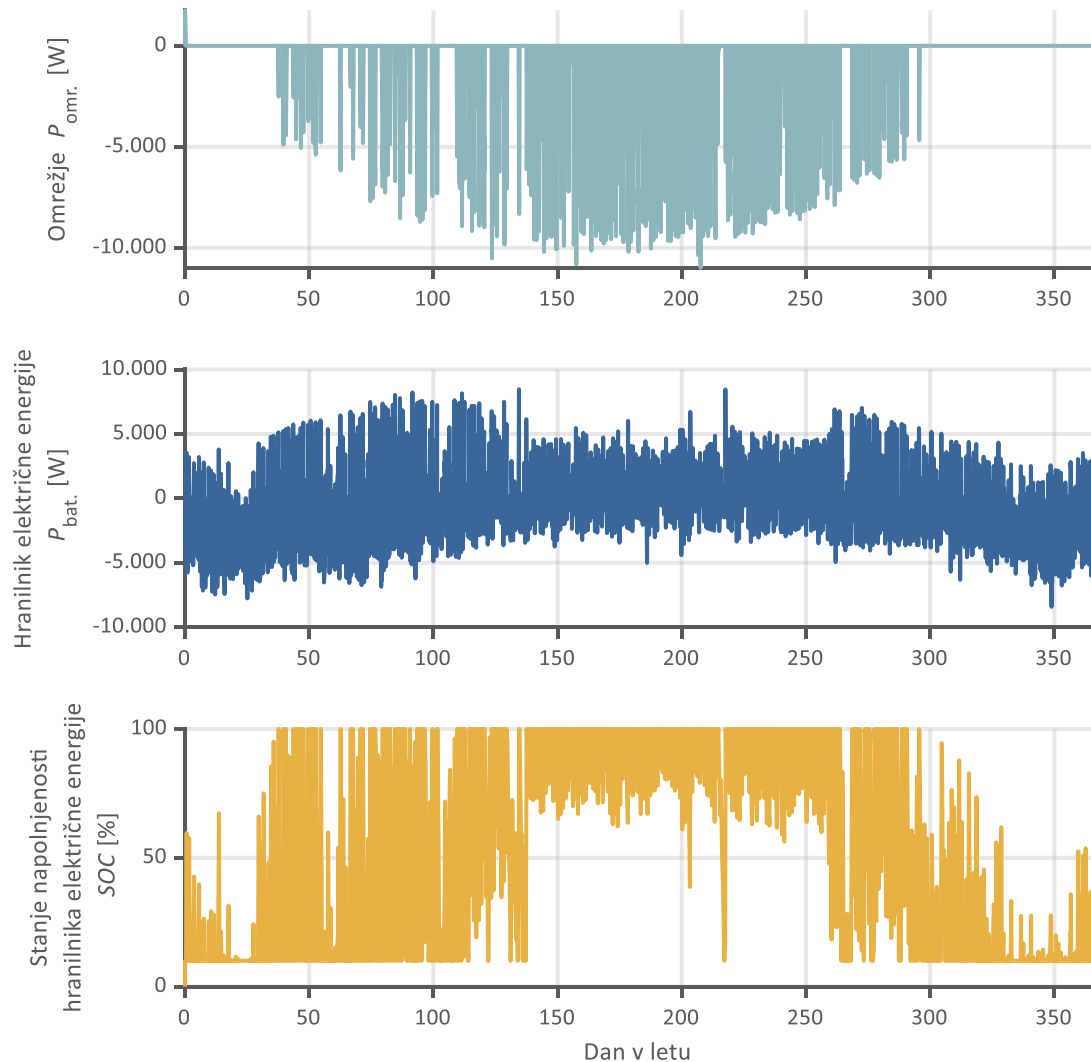 Omrežje P omr. [W]
0
-5.000
-10.000
0 50 100 150 200 250 300 350
Hranilnik električne energije
P bat. [W]
10.000
5.000
0
-5.000
-10.000
0 50 100 150 200 250 300 350
Stanje napolnjenosti
hranilnika električne energije
SOC [%]
100
50
0
0 50 100 150 200 250 300 350
Dan v letu